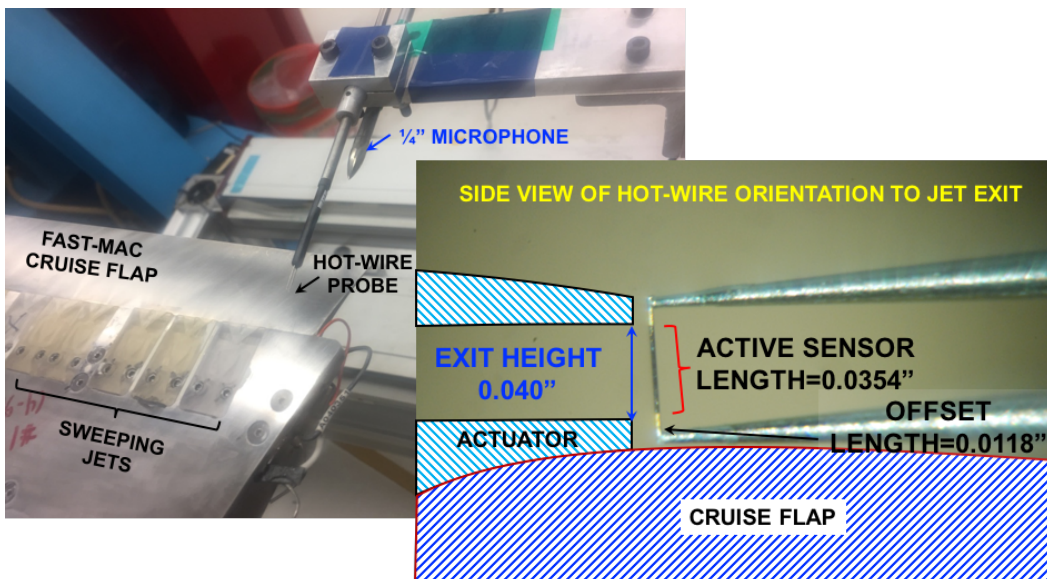 ¼” MICROPHONE
FAST-MAC
CRUISE FLAP
HOT-WIRE
PROBE
SWEEPING
JETS
SIDE VIEW OF HOT-WIRE ORIENTATION TO JET EXIT
EXIT HEIGHT
0.040”
ACTIVE SENSOR
LENGTH=0.0354”
OFFSET
LENGTH=0.0118”
ACTUATOR
CRUISE FLAP